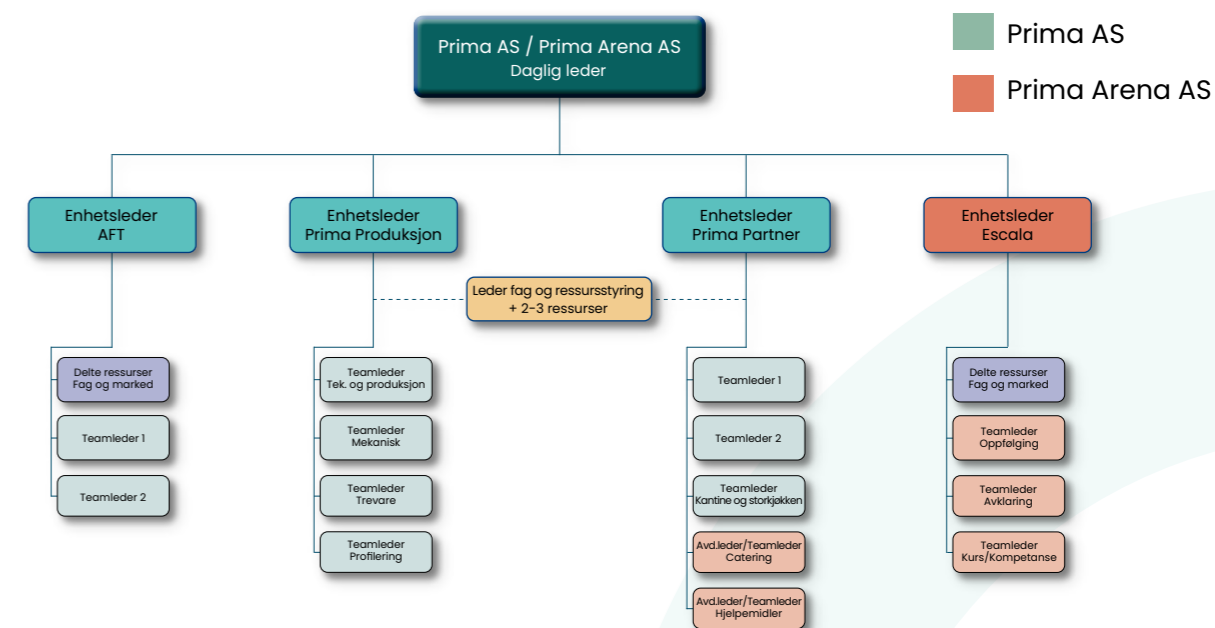 Prima AS / Prima Arena AS
Daglig leder
Prima AS
Prima Arena AS
Enhetsleder
AFT
Enhetsleder
Prima Produksjon
Enhetsleder
Prima Partner
Enhetsleder
Escala
Leder fag og ressursstyring
+ 2-3 ressurser
Delte ressurser
Fag og marked
Teamleder 1
Teamleder 2
Teamleder
Tek. og produksjon
Teamleder
Mekanisk
Teamleder
Trevare
Teamleder
Profilering
Teamleder 1
Teamleder 2
Teamleder
Kantine og storkjøkken
Avd.leder/Teamleder
Catering
Avd.leder/Teamleder
Hjelpemidler
Delte ressurser
Fag og marked
Teamleder
Oppfølging
Teamleder
Avklaring
Teamleder
Kurs/Kompetanse